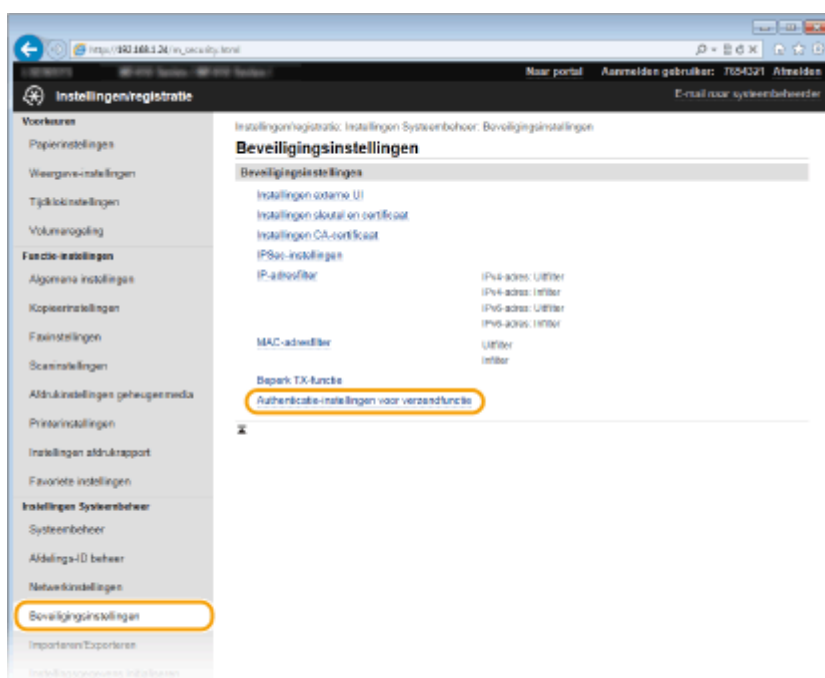 http://192.168.1.24/m_security.html
Naar portal Aanmelden gebruiker: 7654321 Afmelden
Instellingen/registratie
E-mail naar systeembeheerder
Voorkeuren
Papierinstellingen
Weergave-instellingen
Tijdklokinstellingen
Volumeregeling
Functie-instellingen
Algemene instellingen
Kopieerinstellingen
Faxinstellingen
Scaninstellingen
Afdrukinstellingen geheugenmedia
Printerinstellingen
Instellingen afdrukrapport
Favoriete instellingen
Instellingen Systeembeheer
Systeembeheer
Afdelings-ID beheer
Netwerkinstellingen
Beveiligingsinstellingen
Importeren/Exporteren
Instellingen/registratie: Instellingen Systeembeheer: Beveiligingsinstellingen
Beveiligingsinstellingen
Beveiligingsinstellingen
Instellingen externe UI
Instellingen sleutel en certificaat
Instellingen CA-certificaat
IPSec-instellingen
IP-adresfilter IPv4-adres: Uitfilter
IPv4-adres: Infilter
IPv6-adres: Uitfilter
IPv6-adres: Infilter
MAC-adresfilter Uitfilter
Infilter
Beperk TX-functie
Authenticatie-instellingen voor verzendfunctie